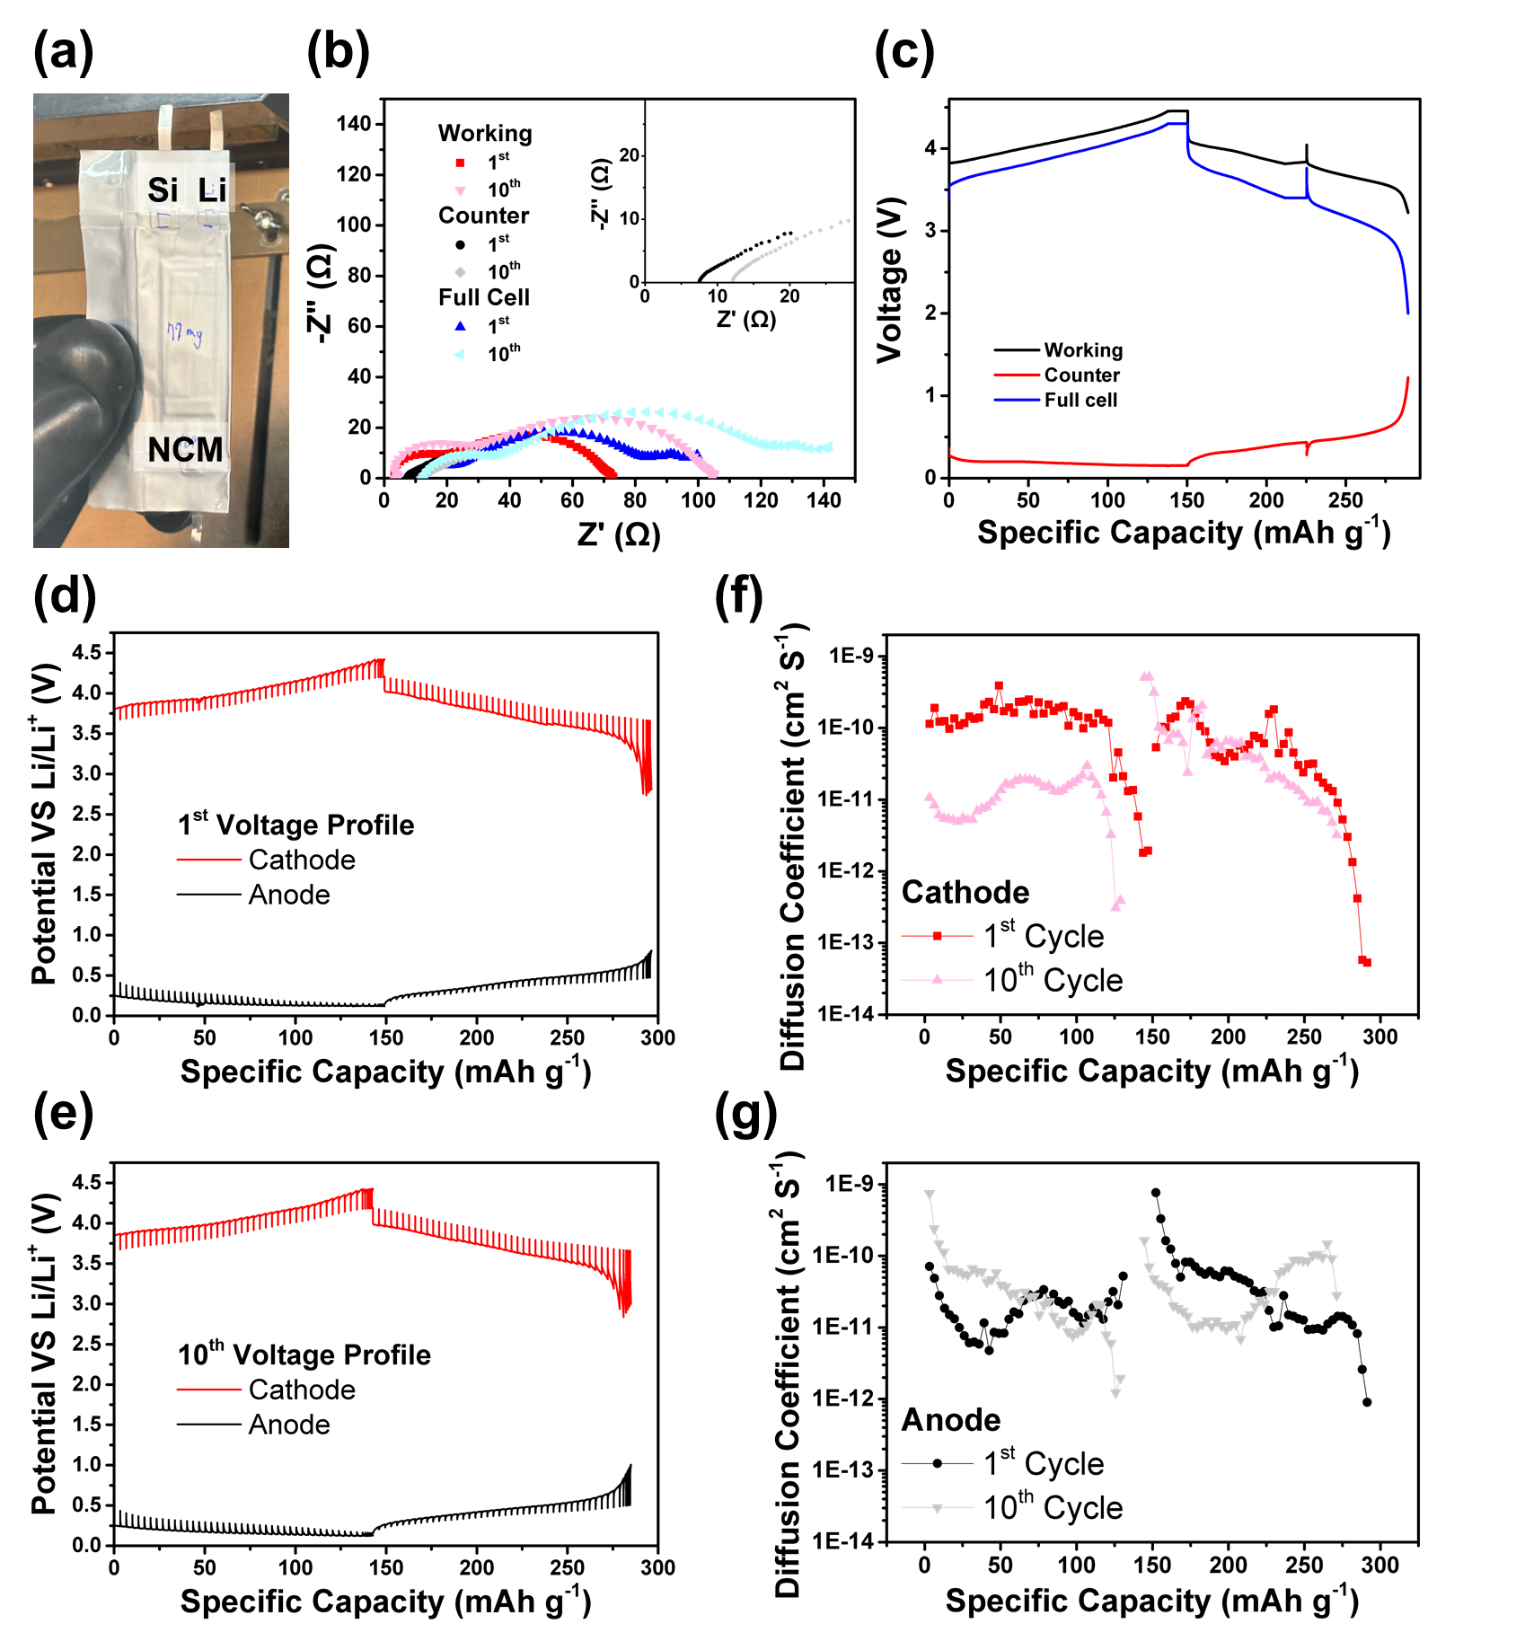 (a)
Si Li
77 mg
NCM
(b)
-Z'' (Ω)
140
120
100
80
60
40
20
0
0 20 40 60 80 100 120 140
Z' (Ω)
Working
1st
10th
Counter
1st
10th
Full Cell
1st
10th
-Z'' (Ω)
20
10
0
0 10 20
Z' (Ω)
(c)
Voltage (V)
4
3
2
1
0
0 50 100 150 200 250
Specific Capacity (mAh g-1)
Working
Counter
Full cell
(d)
Potential VS Li/Li+ (V)
4.5
4.0
3.5
3.0
2.5
2.0
1.5
1.0
0.5
0.0
0 50 100 150 200 250 300
Specific Capacity (mAh g-1)
1st Voltage Profile
Cathode
Anode
(f)
Diffusion Coefficient (cm2 S-1)
1E-9
1E-10
1E-11
1E-12
1E-13
1E-14
0 50 100 150 200 250 300
Specific Capacity (mAh g-1)
Cathode
1st Cycle
10th Cycle
(e)
Potential VS Li/Li+ (V)
4.5
4.0
3.5
3.0
2.5
2.0
1.5
1.0
0.5
0.0
0 50 100 150 200 250 300
Specific Capacity (mAh g-1)
10th Voltage Profile
Cathode
Anode
(g)
Diffusion Coefficient (cm2 S-1)
1E-9
1E-10
1E-11
1E-12
1E-13
1E-14
0 50 100 150 200 250 300
Specific Capacity (mAh g-1)
Anode
1st Cycle
10th Cycle